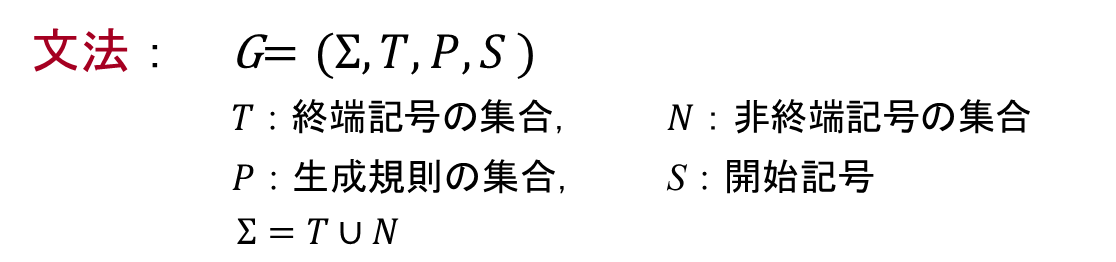 文法： G= (Σ, T, P, S )
T：終端記号の集合, N：非終端記号の集合
P：生成規則の集合, S：開始記号
Σ = T ∪ N